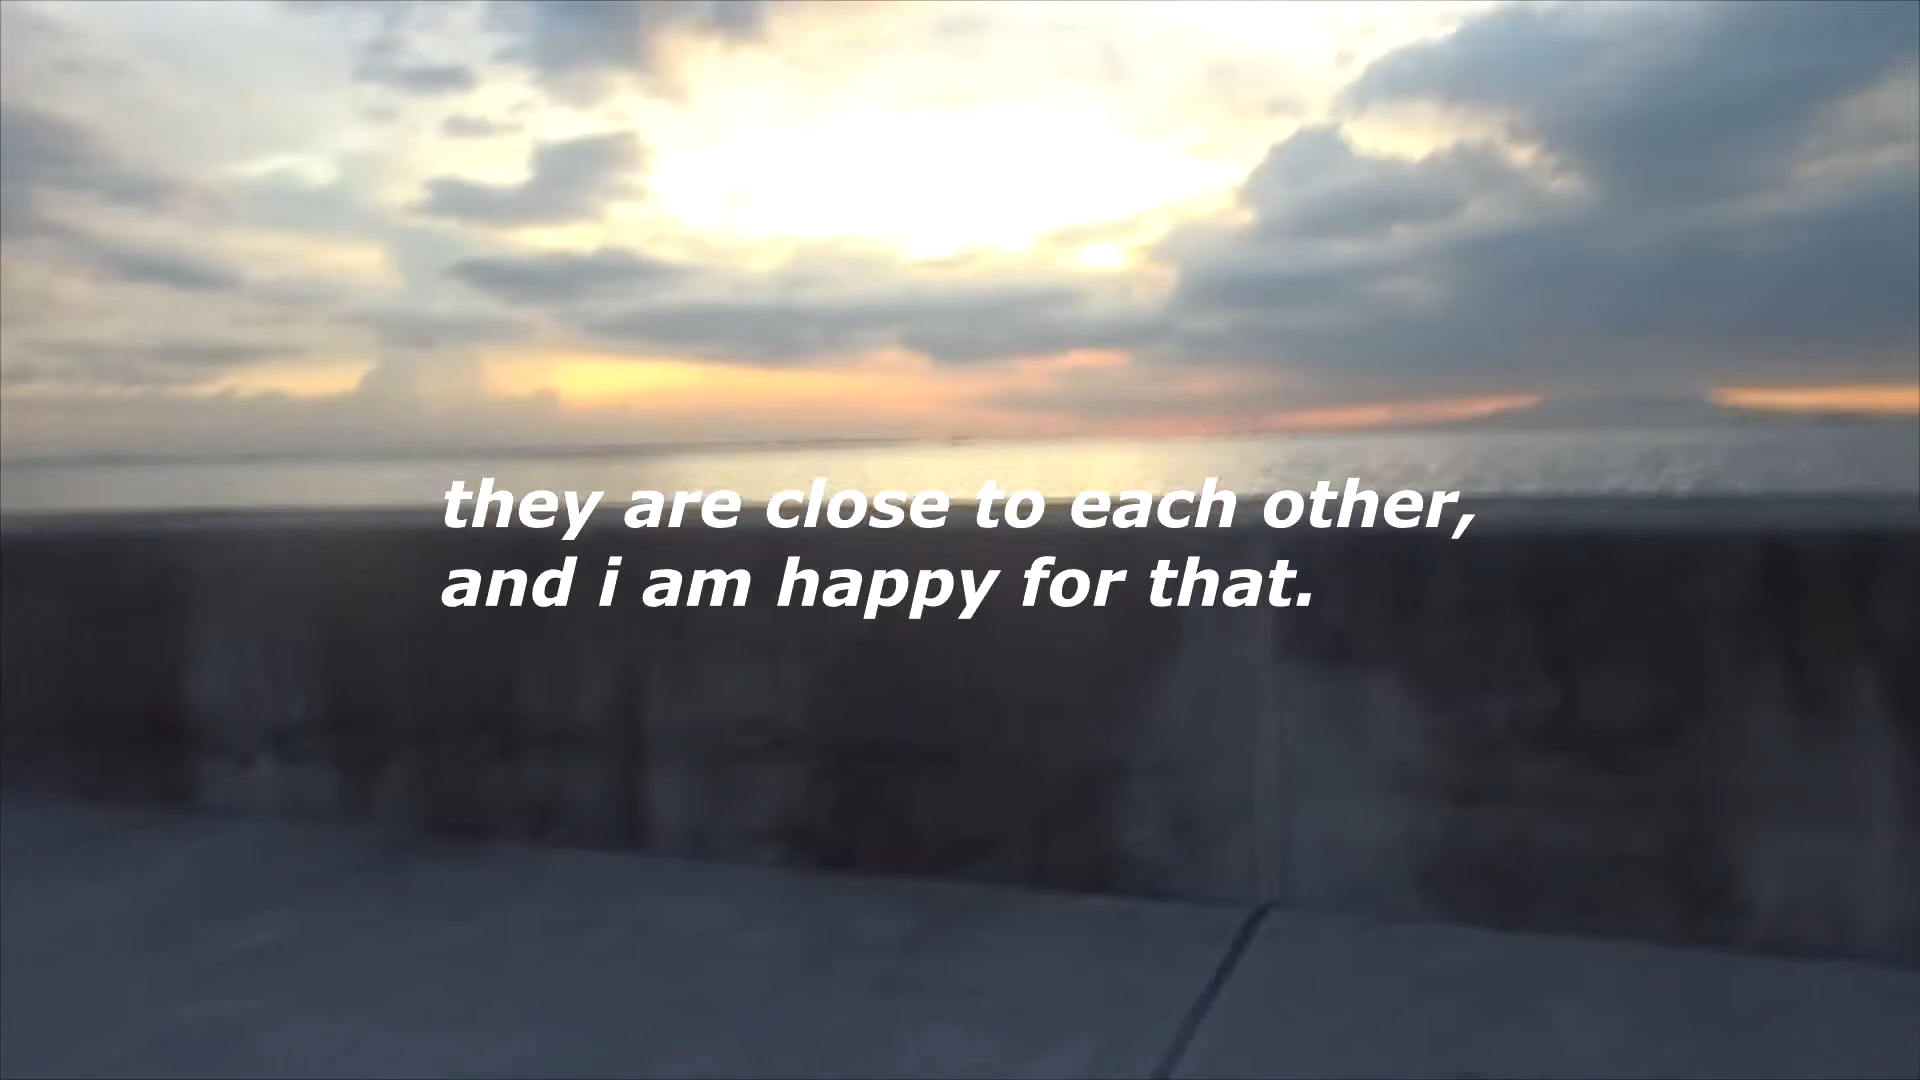 they are close to each other,
and i am happy for that.